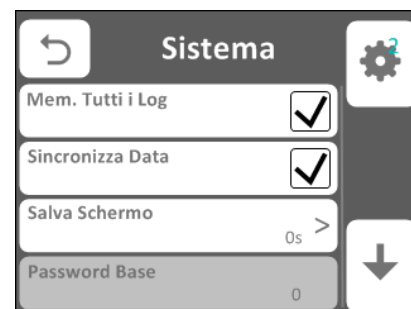 Sistema
2
Mem. Tutti i Log
Sincronizza Data
Salva Schermo
0s >
Password Base
0